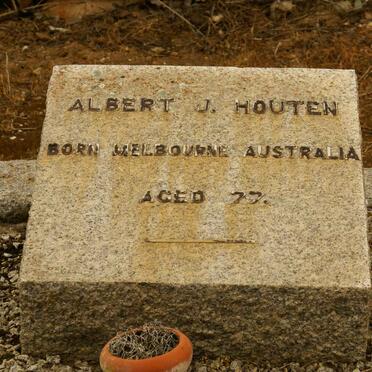 ALBERT J. HOUTEN
BORN MELBOURNE AUSTRALIA
AGED 77.